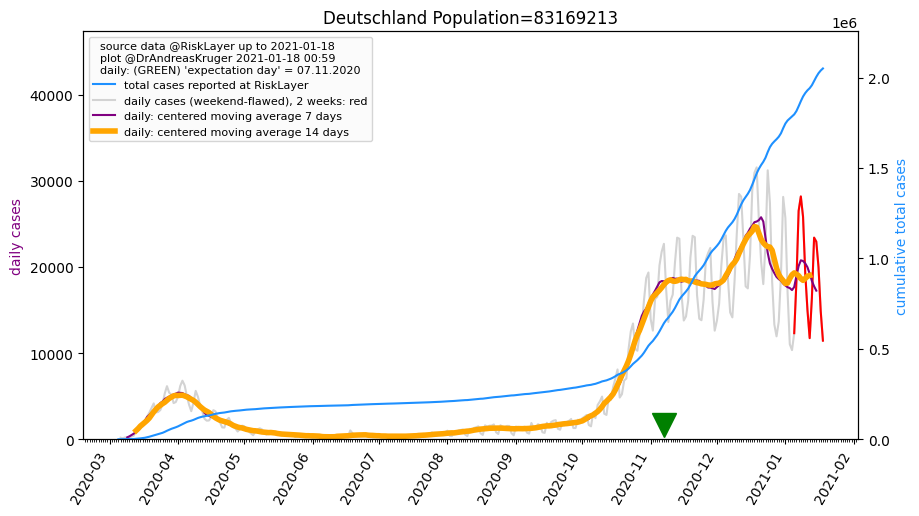 Deutschland Population=83169213
1e6
source data @RiskLayer up to 2021-01-18
plot @DrAndreasKruger 2021-01-18 00:59
daily: (GREEN) 'expectation day' = 07.11.2020
total cases reported at RiskLayer
daily cases (weekend-flawed), 2 weeks: red
daily: centered moving average 7 days
daily: centered moving average 14 days
daily cases
40000
30000
20000
10000
0
2.0
1.5
1.0
0.5
0.0
cumulative total cases
2020-03
2020-04
2020-05
2020-06
2020-07
2020-08
2020-09
2020-10
2020-11
2020-12
2021-01
2021-02